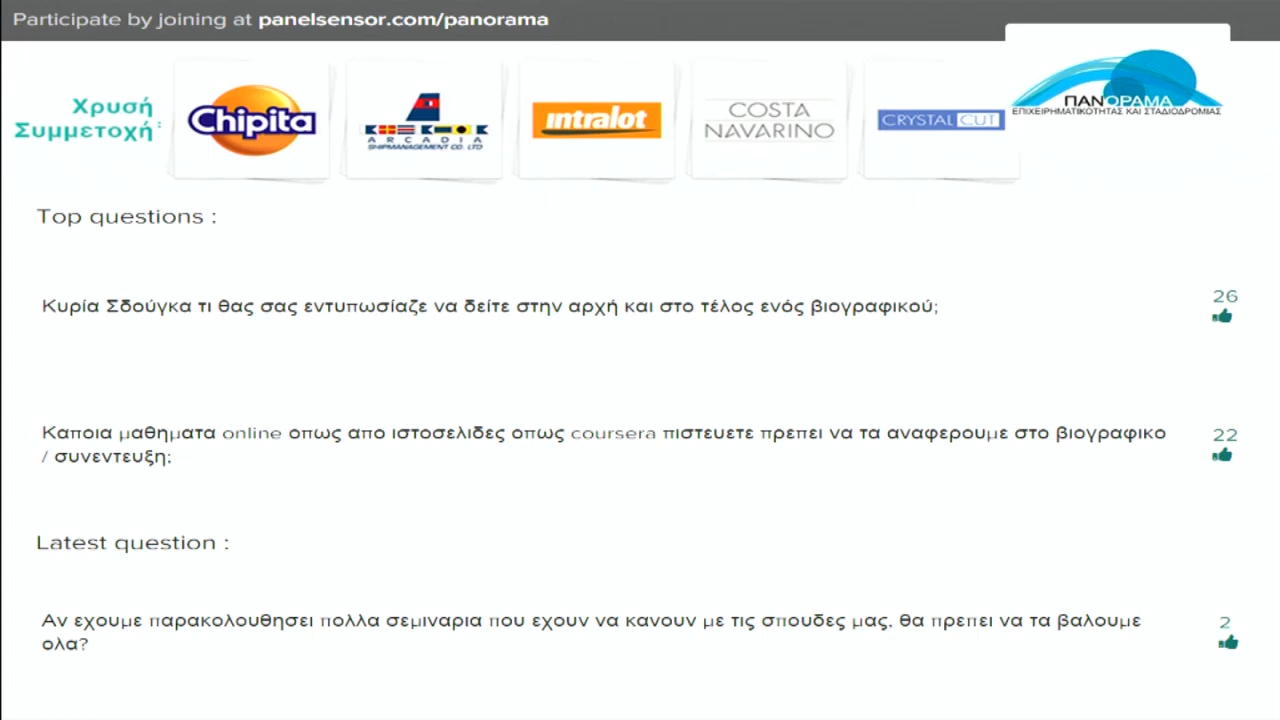 Participate by joining at panelsensor.com/panorama
Χρυσή
Συμμετοχή :
Chipita
ARCADIA
SHIPMANAGEMENT CO. LTD
intralot
COSTA
NAVARINO
CRYSTAL CUT
ΠΑΝΟΡΑΜΑ
ΕΠΙΧΕΙΡΗΜΑΤΙΚΟΤΗΤΑΣ ΚΑΙ ΣΤΑΔΙΟΔΡΟΜΙΑΣ
Top questions :
Κυρία Σδούγκα τι θας σας εντυπωσίαζε να δείτε στην αρχή και στο τέλος ενός βιογραφικού;
26
Καποια μαθηματα online οπως απο ιστοσελιδες οπως coursera πιστευετε πρεπει να τα αναφερουμε στο βιογραφικο
/ συνεντευξη;
22
Latest question :
Αν εχουμε παρακολουθησει πολλα σεμιναρια που εχουν να κανουν με τις σπουδες μας, θα πρεπει να τα βαλουμε
ολα?
2